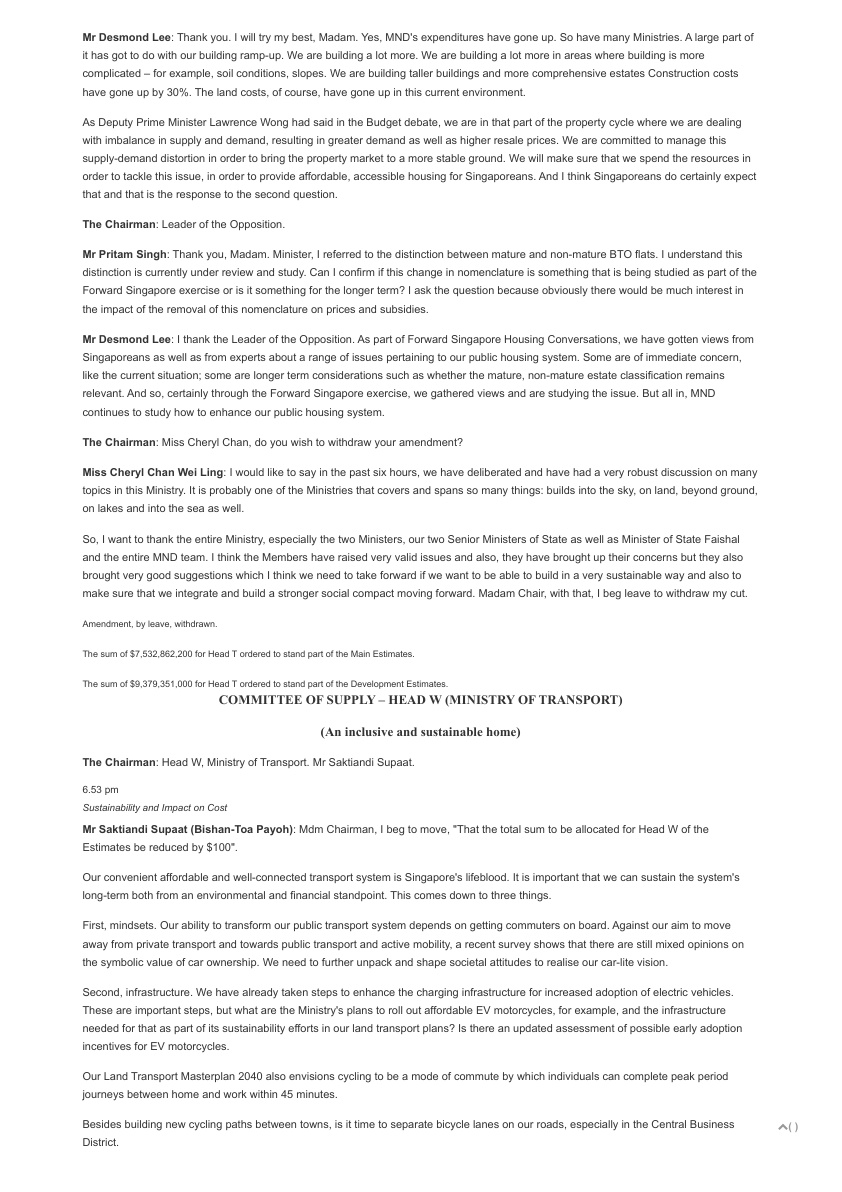 Mr Desmond Lee: Thank you. I will try my best, Madam. Yes, MND's expenditures have gone up. So have many Ministries. A large part of
it has got to do with our building ramp-up. We are building a lot more. We are building a lot more in areas where building is more
complicated – for example, soil conditions, slopes. We are building taller buildings and more comprehensive estates Construction costs
have gone up by 30%. The land costs, of course, have gone up in this current environment.
As Deputy Prime Minister Lawrence Wong had said in the Budget debate, we are in that part of the property cycle where we are dealing
with imbalance in supply and demand, resulting in greater demand as well as higher resale prices. We are committed to manage this
supply-demand distortion in order to bring the property market to a more stable ground. We will make sure that we spend the resources in
order to tackle this issue, in order to provide affordable, accessible housing for Singaporeans. And I think Singaporeans do certainly expect
that and that is the response to the second question.
The Chairman: Leader of the Opposition.
Mr Pritam Singh: Thank you, Madam. Minister, I referred to the distinction between mature and non-mature BTO flats. I understand this
distinction is currently under review and study. Can I confirm if this change in nomenclature is something that is being studied as part of the
Forward Singapore exercise or is it something for the longer term? I ask the question because obviously there would be much interest in
the impact of the removal of this nomenclature on prices and subsidies.
Mr Desmond Lee: I thank the Leader of the Opposition. As part of Forward Singapore Housing Conversations, we have gotten views from
Singaporeans as well as from experts about a range of issues pertaining to our public housing system. Some are of immediate concern,
like the current situation; some are longer term considerations such as whether the mature, non-mature estate classification remains
relevant. And so, certainly through the Forward Singapore exercise, we gathered views and are studying the issue. But all in, MND
continues to study how to enhance our public housing system.
The Chairman: Miss Cheryl Chan, do you wish to withdraw your amendment?
Miss Cheryl Chan Wei Ling: I would like to say in the past six hours, we have deliberated and have had a very robust discussion on many
topics in this Ministry. It is probably one of the Ministries that covers and spans so many things: builds into the sky, on land, beyond ground,
on lakes and into the sea as well.
So, I want to thank the entire Ministry, especially the two Ministers, our two Senior Ministers of State as well as Minister of State Faishal
and the entire MND team. I think the Members have raised very valid issues and also, they have brought up their concerns but they also
brought very good suggestions which I think we need to take forward if we want to be able to build in a very sustainable way and also to
make sure that we integrate and build a stronger social compact moving forward. Madam Chair, with that, I beg leave to withdraw my cut.
Amendment, by leave, withdrawn.
The sum of $7,532,862,200 for Head T ordered to stand part of the Main Estimates.
The sum of $9,379,351,000 for Head T ordered to stand part of the Development Estimates.
COMMITTEE OF SUPPLY – HEAD W (MINISTRY OF TRANSPORT)
(An inclusive and sustainable home)
The Chairman: Head W, Ministry of Transport. Mr Saktiandi Supaat.
6.53 pm
Sustainability and Impact on Cost
Mr Saktiandi Supaat (Bishan-Toa Payoh): Mdm Chairman, I beg to move, "That the total sum to be allocated for Head W of the
Estimates be reduced by $100".
Our convenient affordable and well-connected transport system is Singapore's lifeblood. It is important that we can sustain the system's
long-term both from an environmental and financial standpoint. This comes down to three things.
First, mindsets. Our ability to transform our public transport system depends on getting commuters on board. Against our aim to move
away from private transport and towards public transport and active mobility, a recent survey shows that there are still mixed opinions on
the symbolic value of car ownership. We need to further unpack and shape societal attitudes to realise our car-lite vision.
Second, infrastructure. We have already taken steps to enhance the charging infrastructure for increased adoption of electric vehicles.
These are important steps, but what are the Ministry's plans to roll out affordable EV motorcycles, for example, and the infrastructure
needed for that as part of its sustainability efforts in our land transport plans? Is there an updated assessment of possible early adoption
incentives for EV motorcycles.
Our Land Transport Masterplan 2040 also envisions cycling to be a mode of commute by which individuals can complete peak period
journeys between home and work within 45 minutes.
Besides building new cycling paths between towns, is it time to separate bicycle lanes on our roads, especially in the Central Business
District.
( )